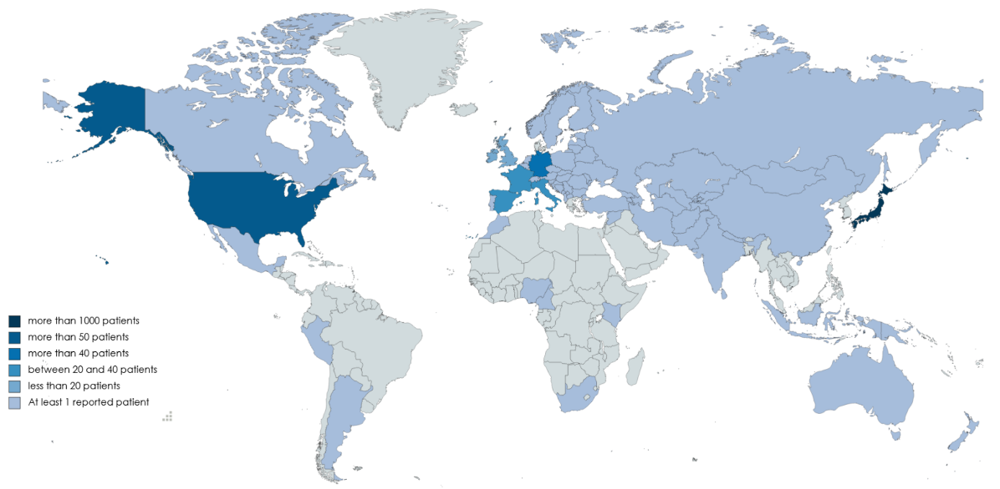 more than 1000 patients
more than 50 patients
more than 40 patients
between 20 and 40 patients
less than 20 patients
At least 1 reported patient